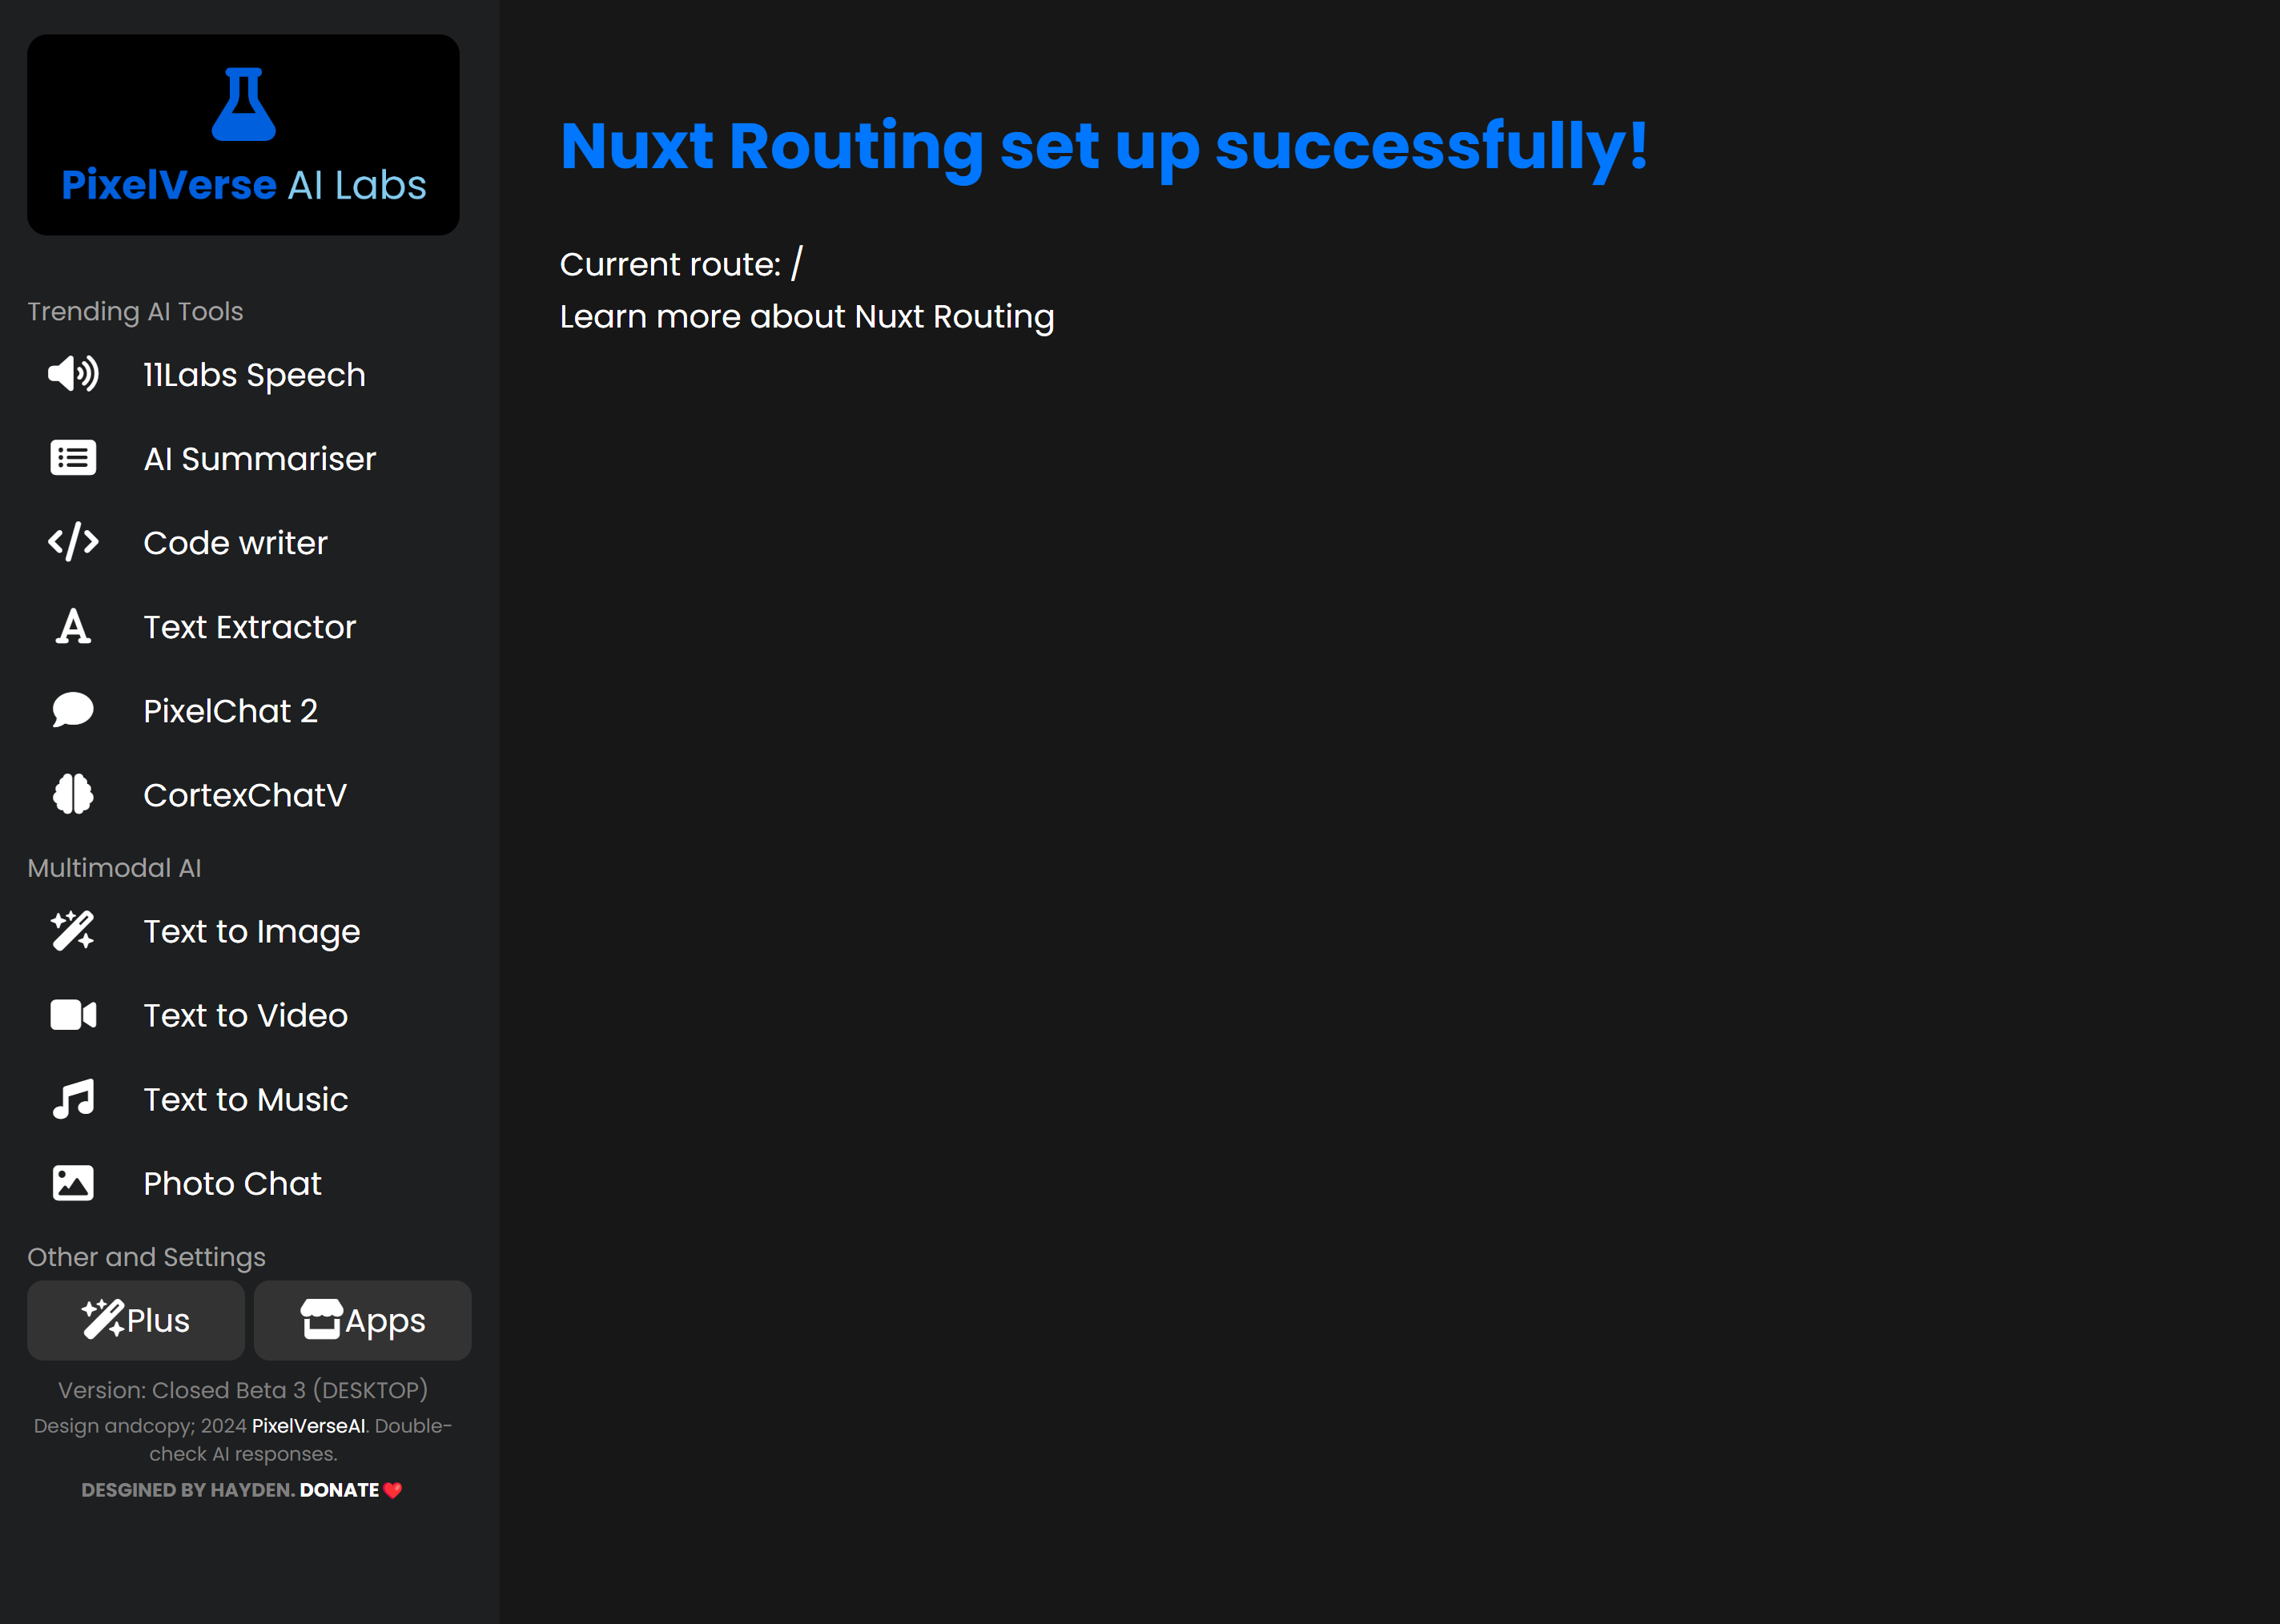 PixelVerse AI Labs
Trending AI Tools
11Labs Speech
AI Summariser
Code writer
Text Extractor
PixelChat 2
CortexChatV
Multimodal AI
Text to Image
Text to Video
Text to Music
Photo Chat
Other and Settings
Plus
Apps
Version: Closed Beta 3 (DESKTOP)
Design andcopy; 2024 PixelVerseAI. Double-
check AI responses.
DESGINED BY HAYDEN. DONATE ❤️
Nuxt Routing set up successfully!
Current route: /
Learn more about Nuxt Routing